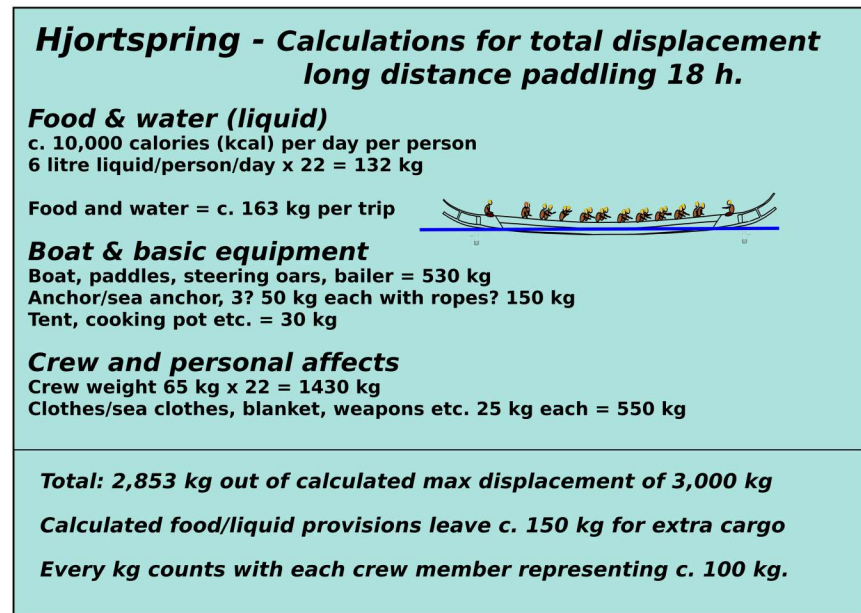 Hjortspring - Calculations for total displacement
long distance paddling 18 h.
Food & water (liquid)
c. 10,000 calories (kcal) per day per person
6 litre liquid/person/day x 22 = 132 kg
Food and water = c. 163 kg per trip
Boat & basic equipment
Boat, paddles, steering oars, bailer = 530 kg
Anchor/sea anchor, 3? 50 kg each with ropes? 150 kg
Tent, cooking pot etc. = 30 kg
Crew and personal affects
Crew weight 65 kg x 22 = 1430 kg
Clothes/sea clothes, blanket, weapons etc. 25 kg each = 550 kg
Total: 2,853 kg out of calculated max displacement of 3,000 kg
Calculated food/liquid provisions leave c. 150 kg for extra cargo
Every kg counts with each crew member representing c. 100 kg.